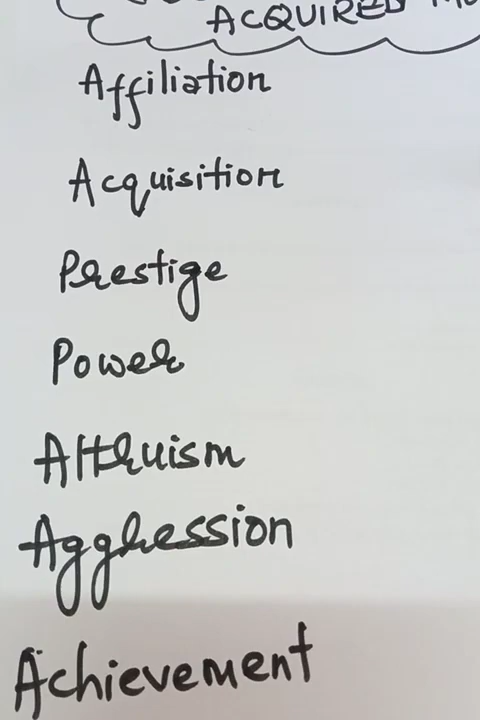 ACQUIRED
Affiliation
Acquisition
Prestige
Power
Altruism
Aggression
Achievement